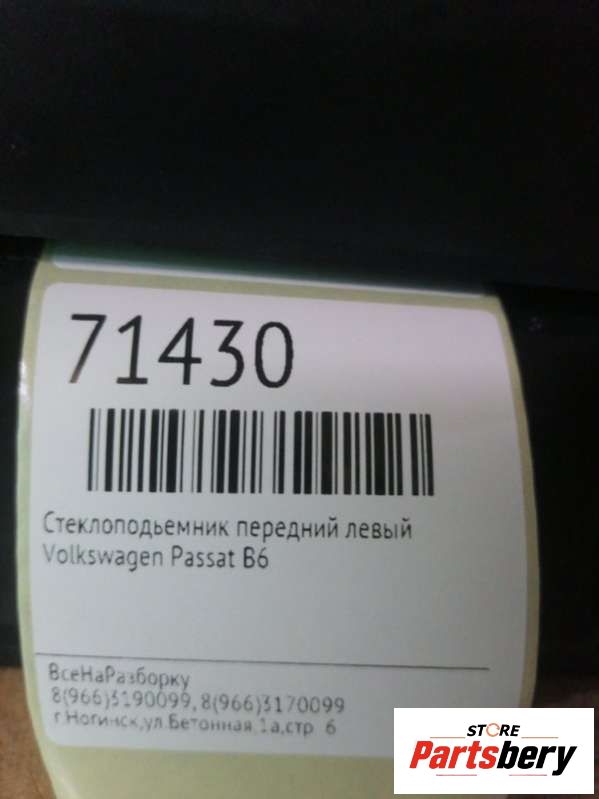 71430
Стеклоподьемник передний левый
Volkswagen Passat B6
ВсеНаРазборку
8(966)3190099, 8(966)3170099
г.Ногинск,ул.Бетонная,1а,стр 6
STORE
Partsbery